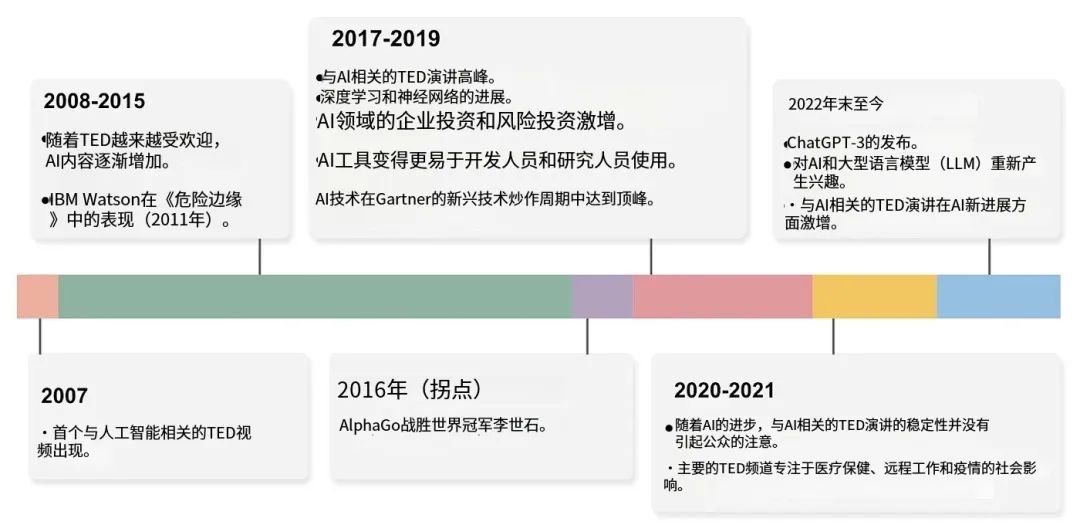 2017-2019
•与AI相关的TED演讲高峰。
•深度学习和神经网络的进展。
AI领域的企业投资和风险投资激增。
AI工具变得更易于开发人员和研究人员使用。
AI技术在Gartner的新兴技术炒作周期中达到顶峰。
2008-2015
•随着TED越来越受欢迎，
AI内容逐渐增加。
•IBM Watson在《危险边缘
》中的表现（2011年）。
2022年末至今
•ChatGPT-3的发布。
•对AI和大型语言模型（LLM）重新产
生兴趣。
·与AI相关的TED演讲在AI新进展方
面激增。
2007
·首个与人工智能相关的TED视
频出现。
2016年（拐点）
AlphaGo战胜世界冠军李世石。
2020-2021
•随着AI的进步，与AI相关的TED演讲的稳定性并没有
引起公众的注意。
·主要的TED频道专注于医疗保健、远程工作和疫情的社会影
响。